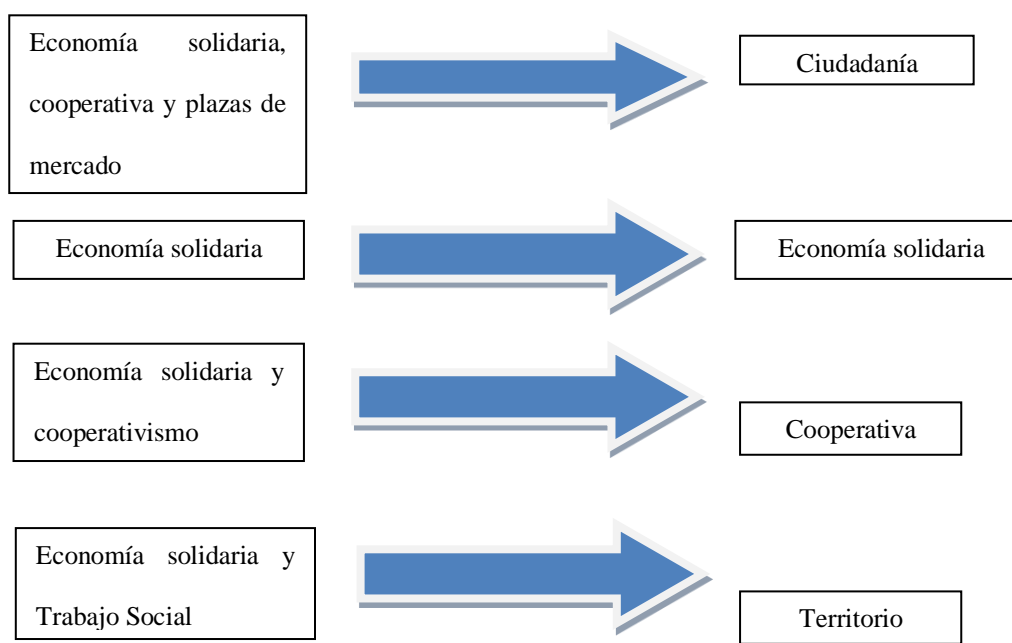 Economía solidaria,
cooperativa y plazas de
mercado
Ciudadanía
Economía solidaria
Economía solidaria
Economía solidaria y
cooperativismo
Cooperativa
Economía solidaria y
Trabajo Social
Territorio